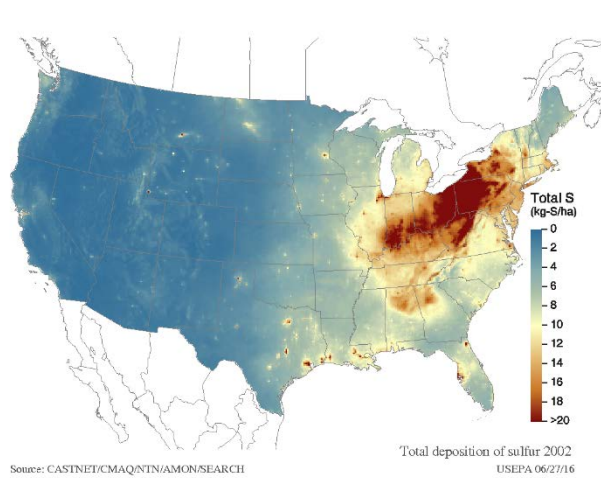 Total S
(kg-S/ha)
0
2
4
6
8
10
12
14
16
18
>20
Total deposition of sulfur 2002
Source: CASTNET/CMAQ/NTN/AMON/SEARCH
USEPA 06/27/16